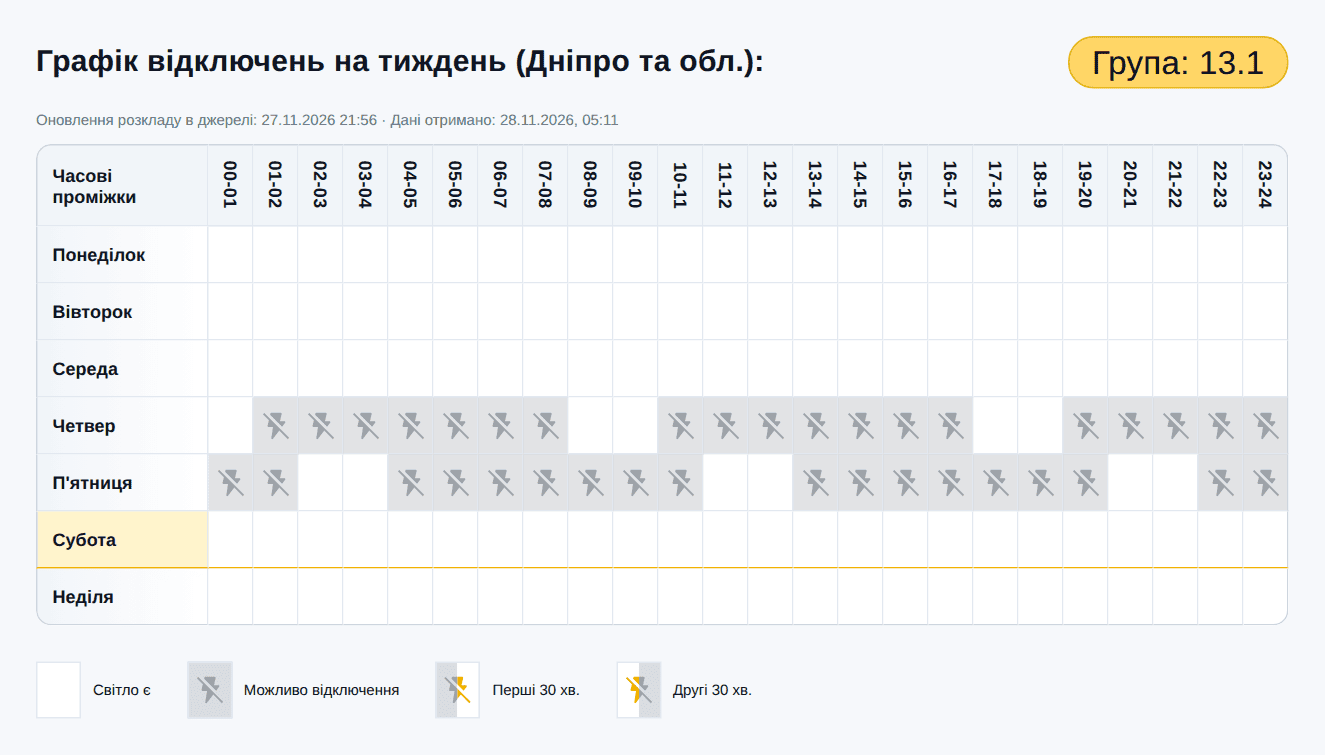 Графік відключень на тиждень (Дніпро та обл.):
Група: 13.1
Оновлення розкладу в джерелі: 27.11.2026 21:56 · Дані отримано: 28.11.2026, 05:11
Часові
проміжки
00-01
01-02
02-03
03-04
04-05
05-06
06-07
07-08
08-09
09-10
10-11
11-12
12-13
13-14
14-15
15-16
16-17
17-18
18-19
19-20
20-21
21-22
22-23
23-24
Понеділок
Вівторок
Середа
Четвер
П'ятниця
Субота
Неділя
Світло є
Можливо відключення
Перші 30 хв.
Другі 30 хв.